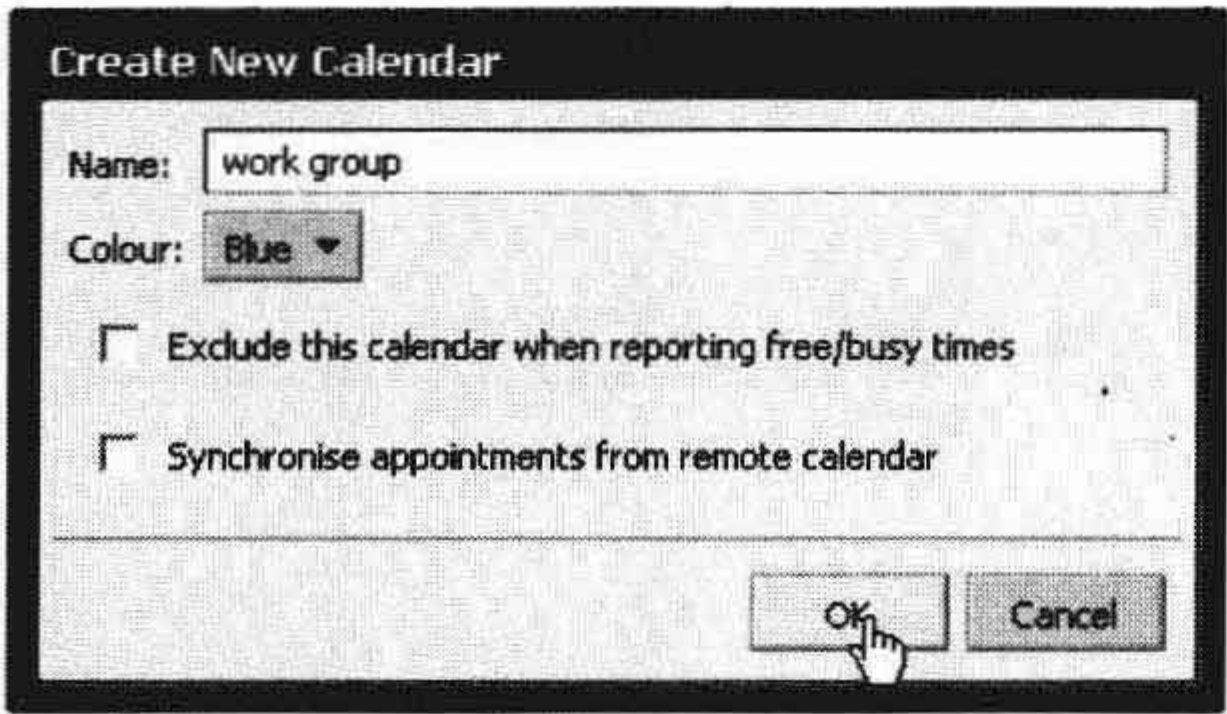 Create New Calendar
Name: work group
Colour: Blue
Exclude this calendar when reporting free/busy times
Synchronise appointments from remote calendar
OK Cancel